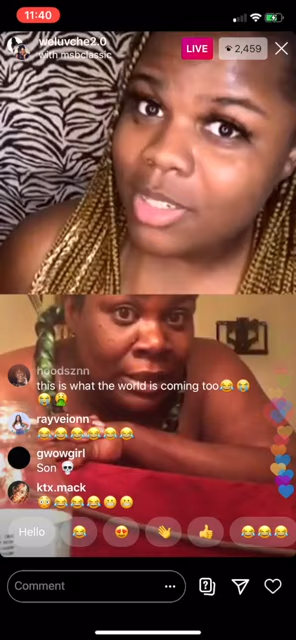 11:40
weluvche2.0
with msbclassic
LIVE
2,459
hoodsznn
this is what the world is coming too😂😭
😭🤮
rayveionn
😭😭😭😭😭😭
gwowgirl
Son 💀
ktx.mack
😳😂😂😂😬😬
Hello
😂
😍
👋
👍
😂😂😂
Comment